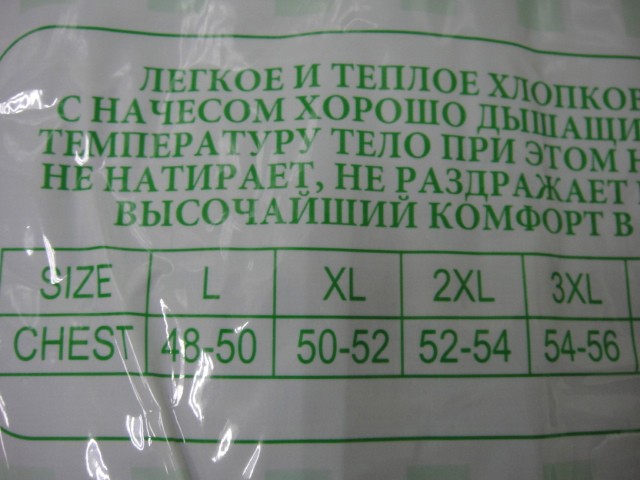 ЛЕГКОЕ И ТЕПЛОЕ ХЛОПКОВ
С НАЧЕСОМ ХОРОШО ДЫШАЩИ
ТЕМПЕРАТУРУ ТЕЛО ПРИ ЭТОМ Н
НЕ НАТИРАЕТ, НЕ РАЗДРАЖАЕТ
ВЫСОЧАЙШИЙ КОМФОРТ В
SIZE L XL 2XL 3XL
CHEST 48-50 50-52 52-54 54-56